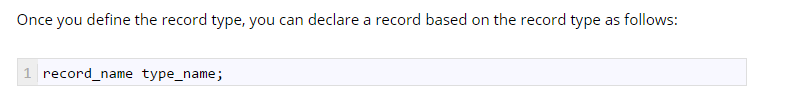 Once you define the record type, you can declare a record based on the record type as follows:
1 record_name type_name;